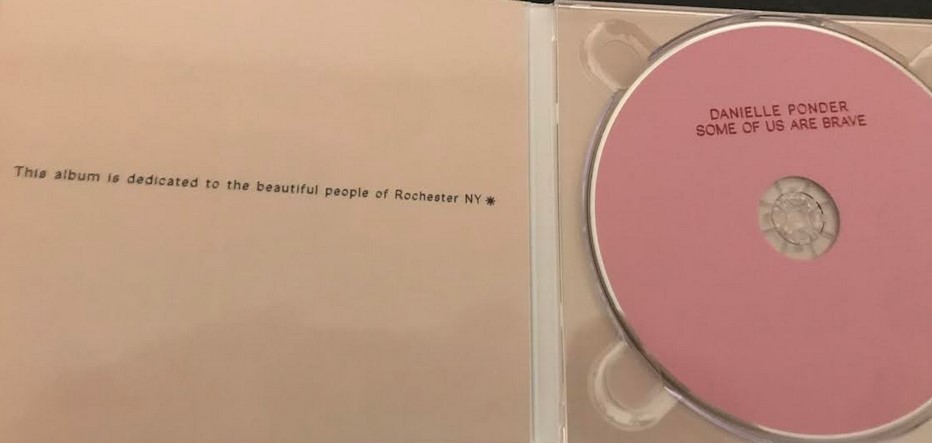 This album is dedicated to the beautiful people of Rochester NY✷
DANIELLE PONDER
SOME OF US ARE BRAVE